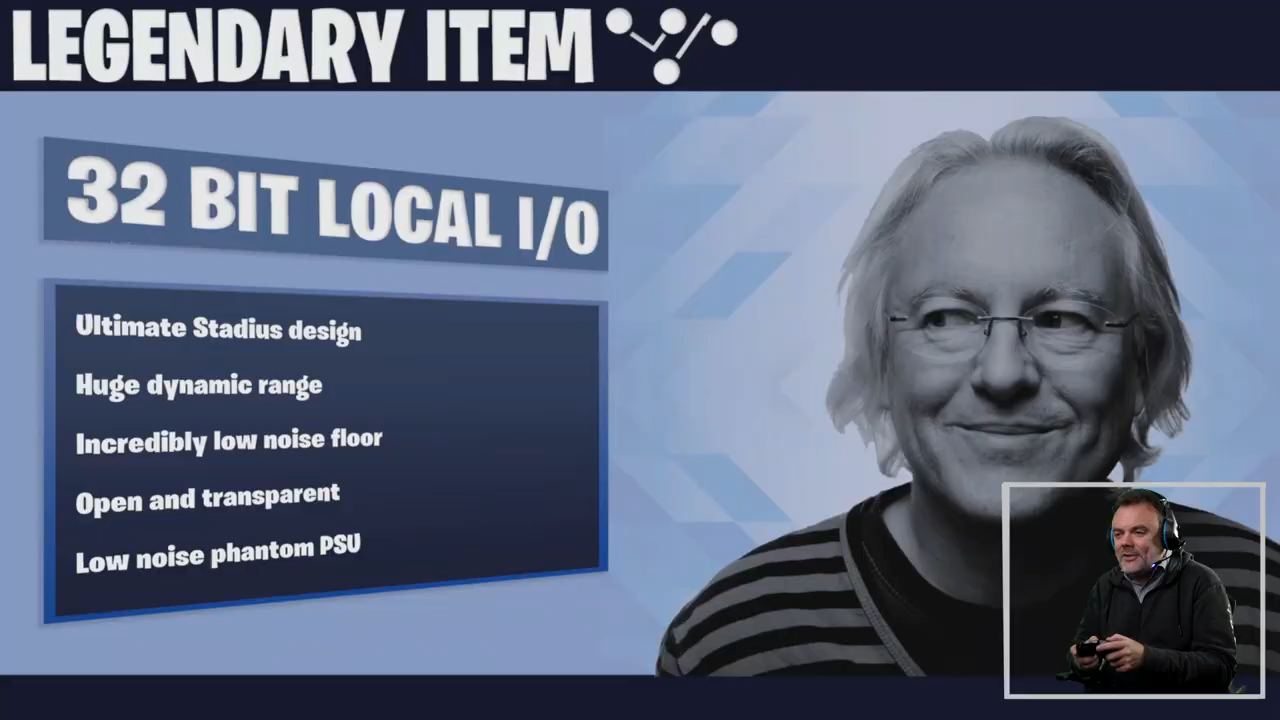 LEGENDARY ITEM
32 BIT LOCAL I/O
Ultimate Stadius design
Huge dynamic range
Incredibly low noise floor
Open and transparent
Low noise phantom PSU